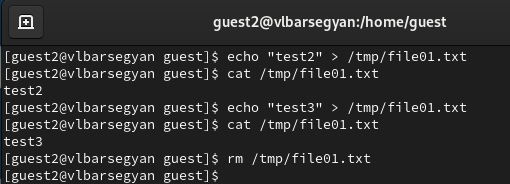 guest2@vlbarsegyan:/home/guest
[guest2@vlbarsegyan guest]$ echo "test2" > /tmp/file01.txt
[guest2@vlbarsegyan guest]$ cat /tmp/file01.txt
test2
[guest2@vlbarsegyan guest]$ echo "test3" > /tmp/file01.txt
[guest2@vlbarsegyan guest]$ cat /tmp/file01.txt
test3
[guest2@vlbarsegyan guest]$ rm /tmp/file01.txt
[guest2@vlbarsegyan guest]$